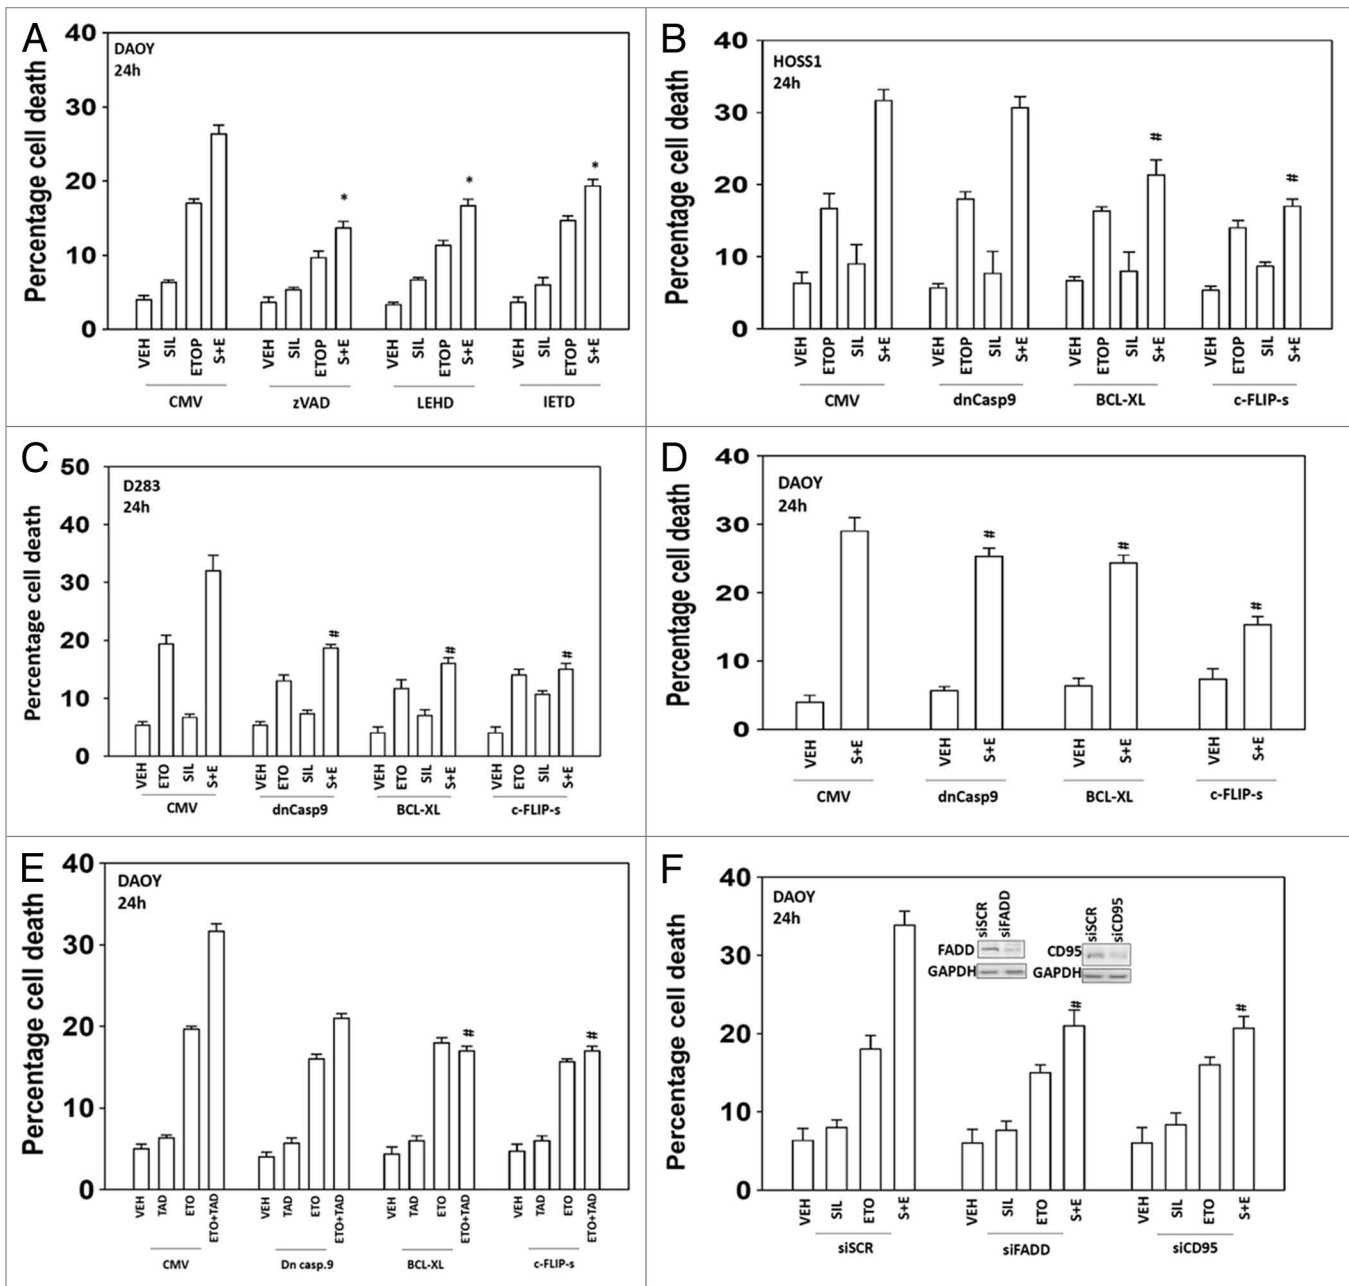 A
DAOY
24h
Percentage cell death
40
30
20
10
0
* * *
VEH SIL ETOP S+E VEH SIL ETOP S+E VEH SIL ETOP S+E VEH SIL ETOP S+E
CMV zVAD LEHD IETD
B
HOSS1
24h
Percentage cell death
40
30
20
10
0
# #
VEH ETOP SIL S+E VEH ETOP SIL S+E VEH ETOP SIL S+E VEH ETOP SIL S+E
CMV dnCasp9 BCL-XL c-FLIP-s
C
D283
24h
Percentage cell death
50
40
30
20
10
0
# # #
VEH ETO SIL S+E VEH ETO SIL S+E VEH ETO SIL S+E VEH ETO SIL S+E
CMV dnCasp9 BCL-XL c-FLIP-s
D
DAOY
24h
Percentage cell death
40
30
20
10
0
# # #
VEH S+E VEH S+E VEH S+E VEH S+E
CMV dnCasp9 BCL-XL c-FLIP-s
E
DAOY
24h
Percentage cell death
40
30
20
10
0
# #
VEH TAD ETO ETO+TAD VEH TAD ETO ETO+TAD VEH TAD ETO ETO+TAD VEH TAD ETO ETO+TAD
CMV Dn casp.9 BCL-XL c-FLIP-s
F
DAOY
24h
Percentage cell death
40
30
20
10
0
siSCR siFADD
FADD
GAPDH
siSCR siCD95
CD95
GAPDH
# #
VEH SIL ETO S+E VEH SIL ETO S+E VEH SIL ETO S+E
siSCR siFADD siCD95